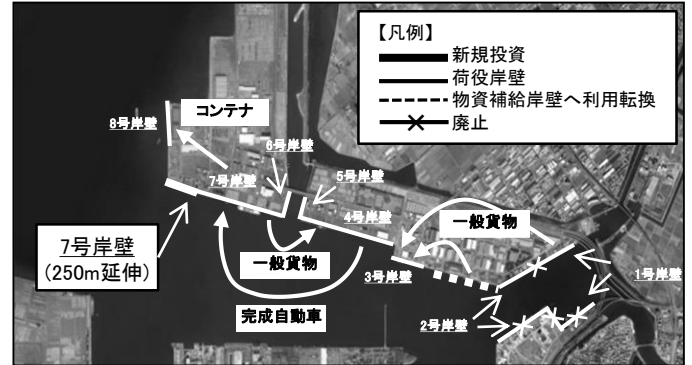 【凡例】
新規投資
荷役岸壁
物資補給岸壁へ利用転換
廃止
コンテナ
8号岸壁
6号岸壁
7号岸壁
5号岸壁
4号岸壁
一般貨物
7号岸壁
(250m延伸)
一般貨物
3号岸壁
1号岸壁
完成自動車
2号岸壁